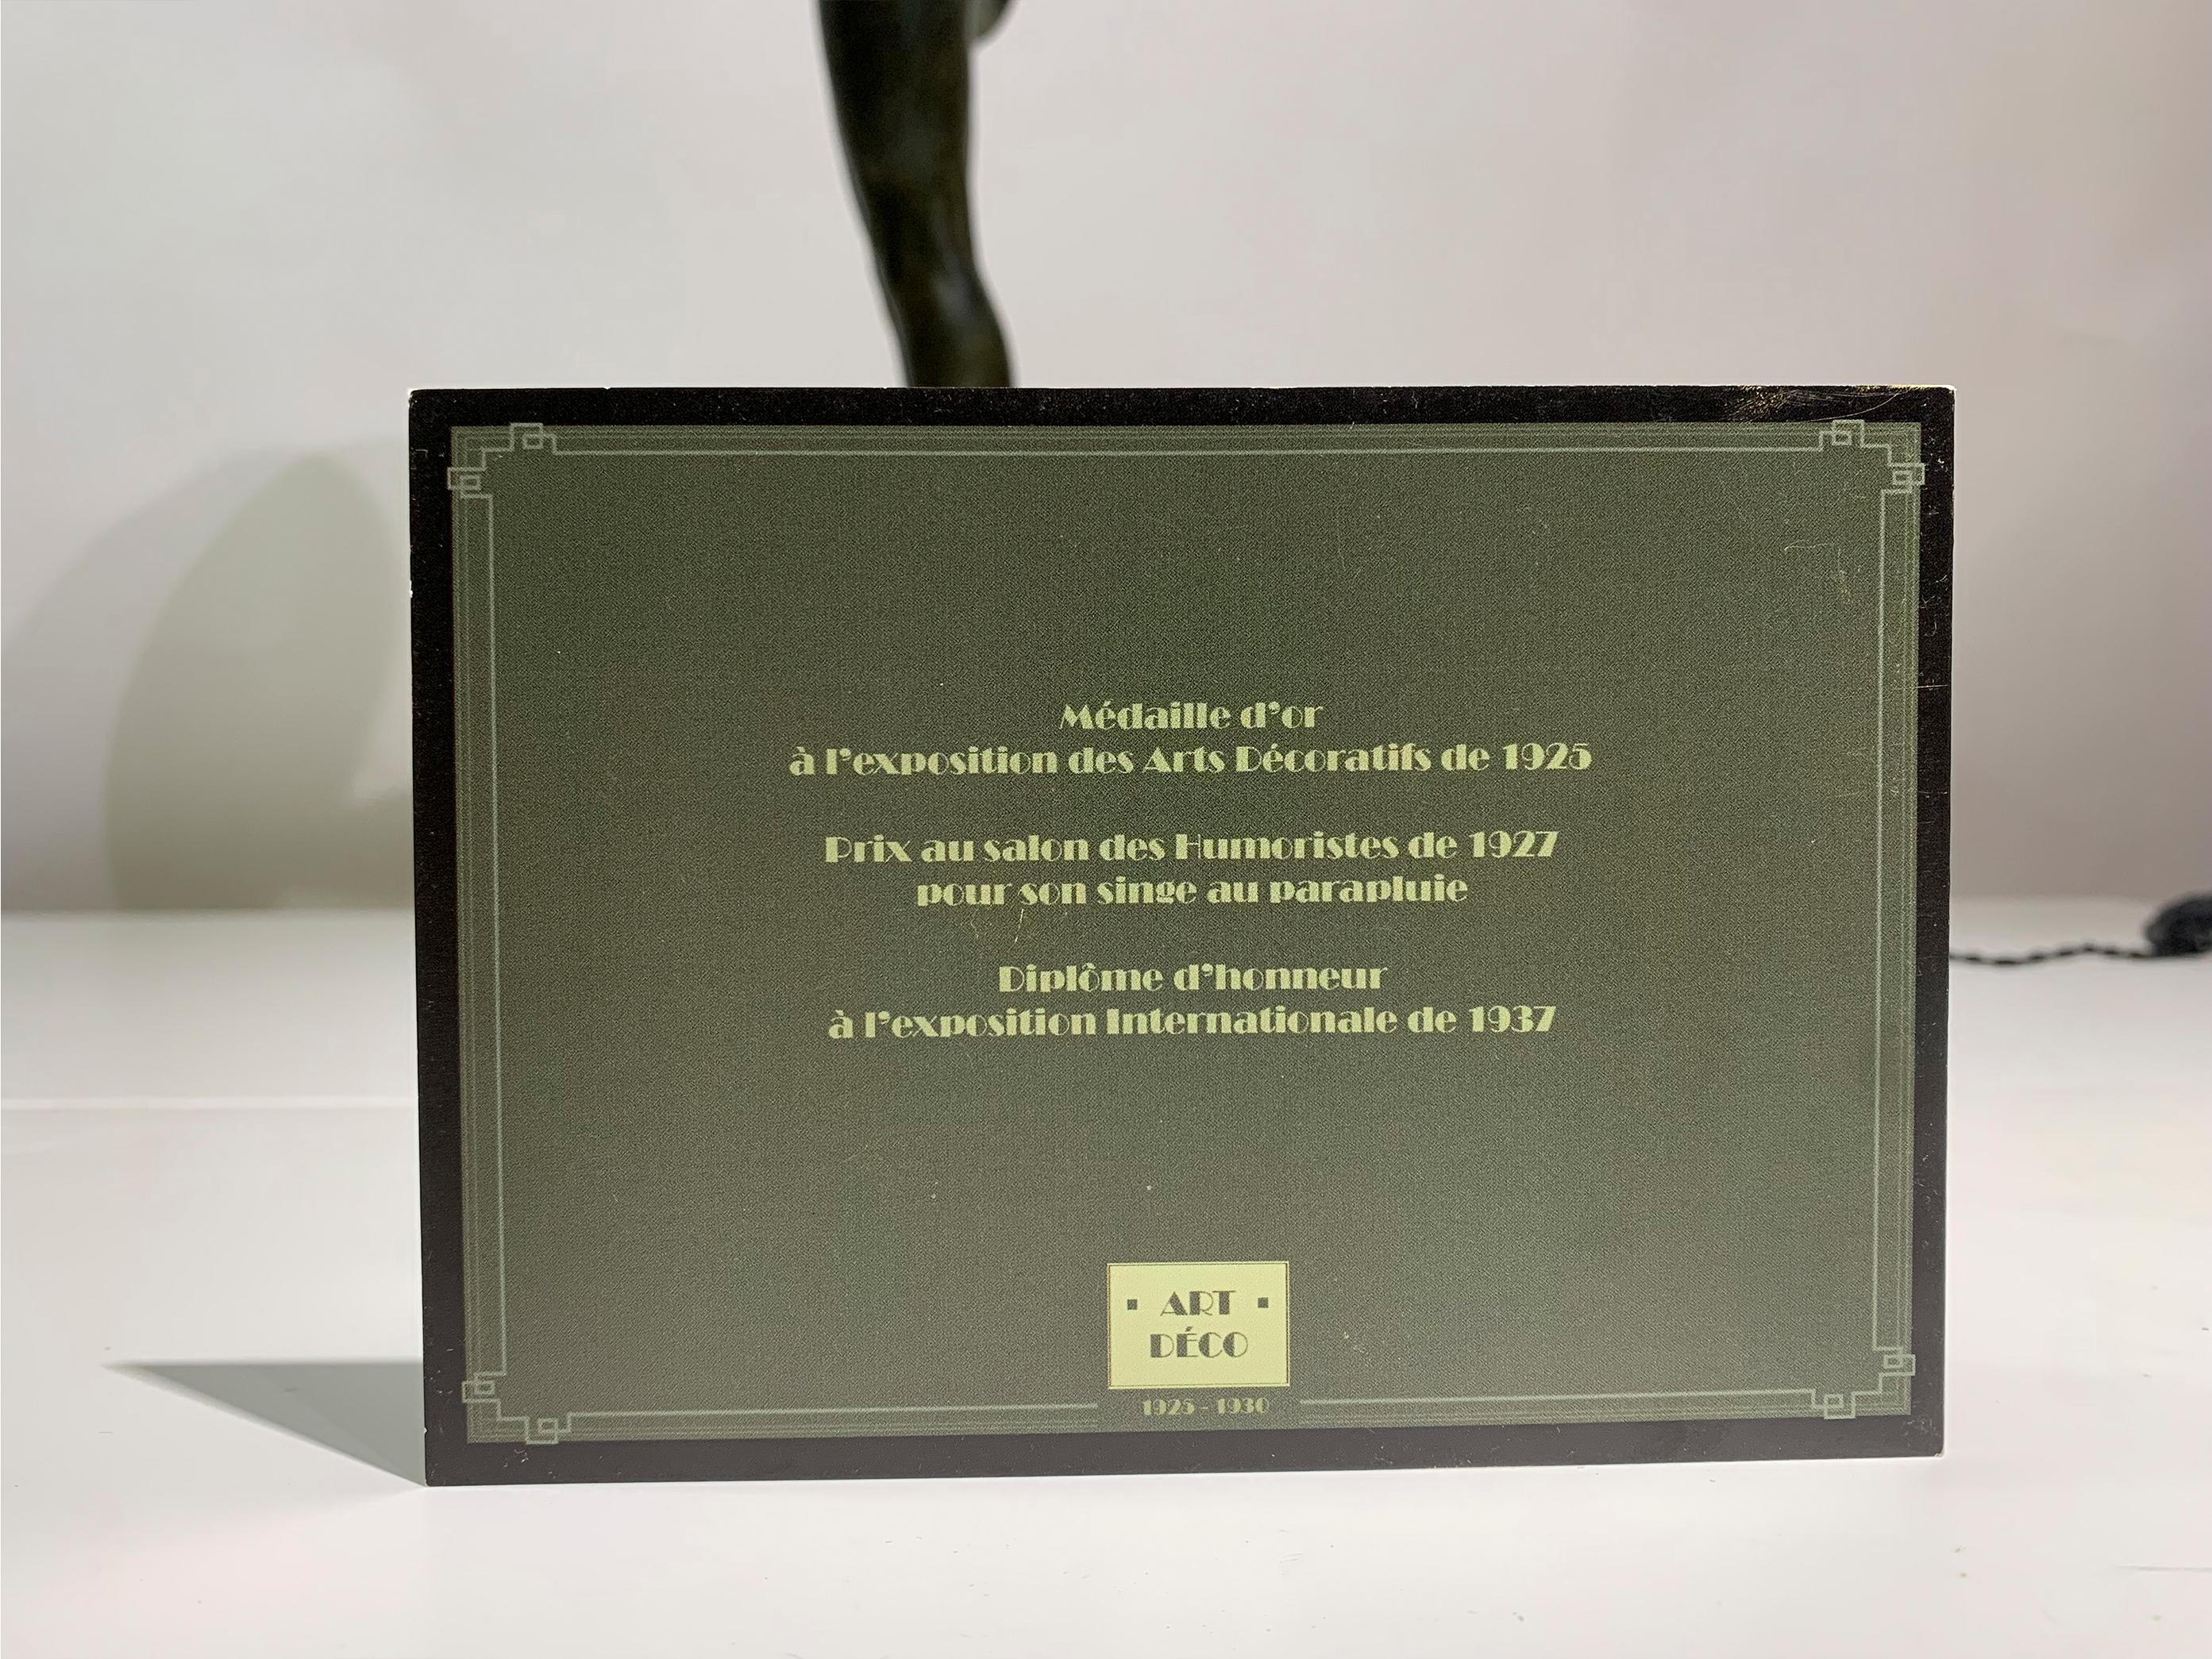 Médaille d'or
à l'exposition des Arts Décoratifs de 1925
Prix au salon des Humoristes de 1927
pour son singe au parapluie
Diplôme d'honneur
à l'exposition Internationale de 1937
▪ ART ▪
DÉCO
1925 - 1930